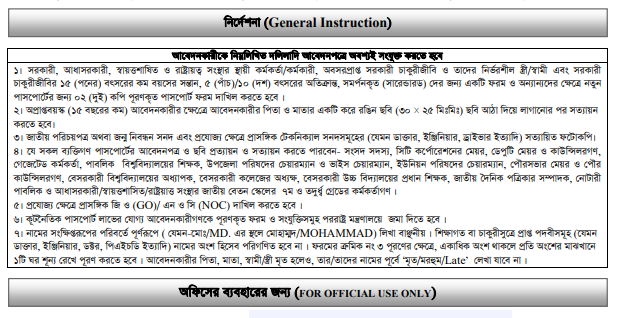 নির্দেশনা (General Instruction)
আবেদনকারীকে নিম্নলিখিত দলিলাদি আবেদনপত্রে অবশ্যই সংযুক্ত করতে হবে
১। সরকারী, আধাসরকারী, স্বায়ত্তশাষিত ও রাষ্ট্রায়ত্ব সংস্থার স্থায়ী কর্মকর্তা/কর্মকারী, অবসরপ্রাপ্ত সরকারী চাকুরীজীবি ও তাদের নির্ভরশীল স্ত্রী/স্বামী এবং সরকারী
চাকুরীজীবির ১৫ (পনের) বৎসরের কম বয়সের সন্তান, ৫ (পাঁচ)/১০ (দশ) বৎসরের অতিক্রান্ত, সমর্পনকৃত (সারেন্ডারড) দের জন্য একটি ফরম ও অন্যান্যদের ক্ষেত্রে নতুন
পাসপোর্টের জন্য ০২ (দুই) কপি পূরণকৃত পাসপোর্ট ফরম দাখিল করতে হবে ।
২। অপ্রাপ্তবয়স্ক (১৫ বছরের কম) আবেদনকারীর ক্ষেত্রে আবেদনকারীর পিতা ও মাতার একটি করে রঙিন ছবি (৩০ × ২৫ মিঃমিঃ) ছবি আঠা দিয়ে লাগানোর পর সত্যায়ন
করতে হবে।
৩। জাতীয় পরিচয়পত্র অথবা জন্ম নিবন্ধন সনদ এবং প্রযোজ্য ক্ষেত্রে প্রাসঙ্গিক টেকনিক্যাল সনদসমূহের (যেমন ডাক্তার, ইঞ্জিনিয়ার, ড্রাইভার ইত্যাদি) সত্যায়িত ফটোকপি।
৪। যে সকল ব্যক্তিগণ পাসপোর্টের আবেদনপত্র ও ছবি প্রত্যায়ন ও সত্যায়ন করতে পারবেন- সংসদ সদস্য, সিটি কর্পোরেশনের মেয়র, ডেপুটি মেয়র ও কাউন্সিলরগণ,
গেজেটেড কর্মকর্তা, পাবলিক বিশ্ববিদ্যালয়ের শিক্ষক, উপজেলা পরিষদের চেয়ারম্যান ও ভাইস চেয়ারম্যান, ইউনিয়ন পরিষদের চেয়ারম্যান, পৌরসভার মেয়র ও পৌর
কাউন্সিলরগণ, বেসরকারী বিশ্ববিদ্যালয়ের অধ্যাপক, বেসরকারী কলেজের অধ্যক্ষ, বেসরকারী উচ্চ বিদ্যালয়ের প্রধান শিক্ষক, জাতীয় দৈনিক পত্রিকার সম্পাদক, নোটারী
পাবলিক ও আধাসরকারী/স্বায়ত্তশাসিত/রাষ্ট্রায়ত্ত সংস্থার জাতীয় বেতন স্কেলের ৭ম ও তদুর্ধ্ব গ্রেডের কর্মকর্তাগণ।
৫। প্রযোজ্য ক্ষেত্রে প্রাসঙ্গিক জি ও (GO)/ এন ও সি (NOC) দাখিল করতে হবে ।
৬। কূটনৈতিক পাসপোর্ট লাভের যোগ্য আবেদনকারীগণকে পূরণকৃত ফরম ও সংযুক্তিসমূহ পররাষ্ট্র মন্ত্রণালয়ে জমা দিতে হবে ।
৭। নামের সংক্ষিপ্তরূপের পরিবর্তে পূর্ণরূপে ( যেমন-মোঃ/MD. এর স্থলে মোহাম্মদ/MOHAMMAD) লিখা বাঞ্ছনীয়। শিক্ষাগত বা চাকুরীসূত্রে প্রাপ্ত পদবীসমূহ (যেমন
ডাক্তার, ইঞ্জিনিয়ার, ডক্টর, পিএইচডি ইত্যাদি) নামের অংশ হিসেবে পরিগণিত হবে না । ফরমের ক্রমিক নং ৩ পূরণের ক্ষেত্রে, একাধিক অংশ থাকলে প্রতি অংশের মাঝখানে
১টি ঘর শূন্য রেখে পূরণ করতে হবে । আবেদনকারীর পিতা, মাতা, স্বামী/স্ত্রী মৃত হলেও, তার/তাদের নামের পূর্বে 'মৃত/মরহুম/Late' লেখা যাবে না ।
অফিসের ব্যবহারের জন্য (FOR OFFICIAL USE ONLY)